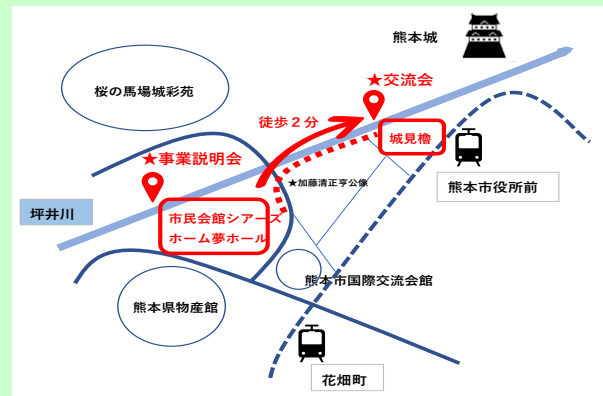 熊本城
★交流会
桜の馬場城彩苑
徒歩２分
城見櫓
★事業説明会
★加藤清正亨公像
熊本市役所前
坪井川
市民会館シアーズ
ホーム夢ホール
熊本市国際交流会館
熊本県物産館
花畑町